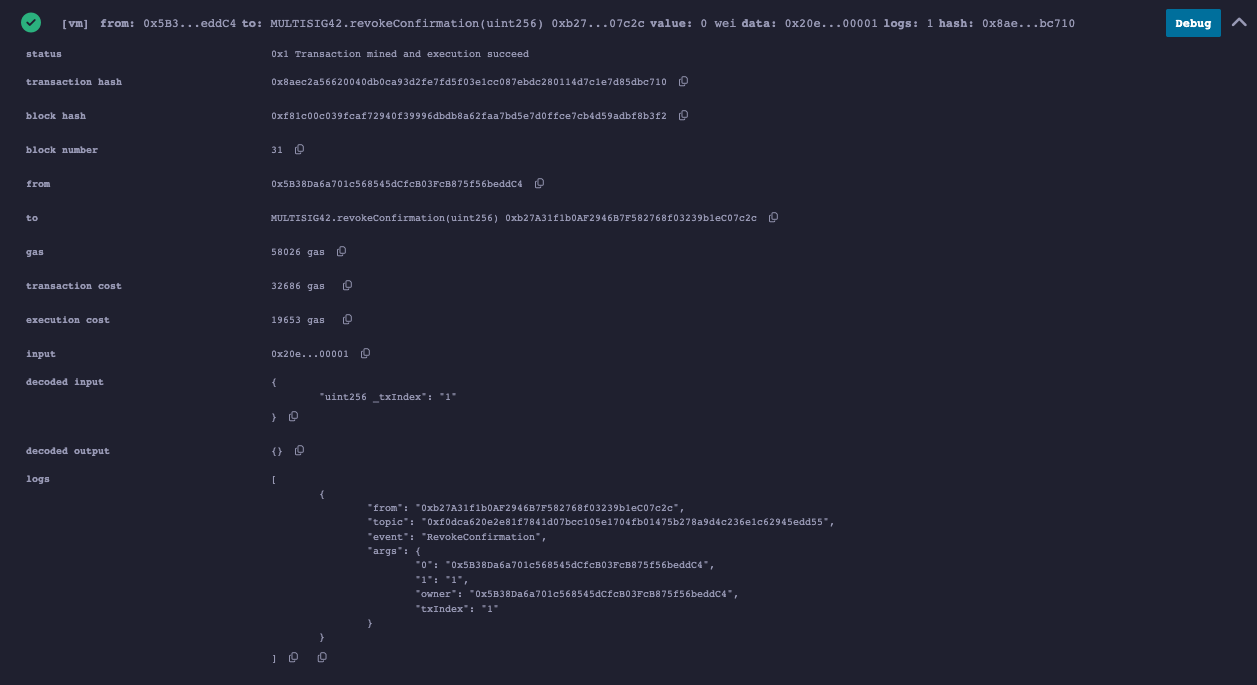 [vm] from: 0x5B3...eddC4 to: MULTISIG42.revokeConfirmation(uint256) 0xb27...07c2c value: 0 wei data: 0x20e...00001 logs: 1 hash: 0x8ae...bc710 Debug
status 0x1 Transaction mined and execution succeed
transaction hash 0x8aec2a56620040db0ca93d2fe7fd5f03e1cc087ebdc280114d7c1e7d85dbc710
block hash 0xf81c00c039fcaf72940f39996dbdb8a62faa7bd5e7d0ffce7cb4d59adbf8b3f2
block number 31
from 0x5B38Da6a701c568545dCfcB03FcB875f56beddC4
to MULTISIG42.revokeConfirmation(uint256) 0xb27A31f1b0AF2946B7F582768f03239b1eC07c2c
gas 58026 gas
transaction cost 32686 gas
execution cost 19653 gas
input 0x20e...00001
decoded input {
"uint256 _txIndex": "1"
}
decoded output {}
logs [
{
"from": "0xb27A31f1b0AF2946B7F582768f03239b1eC07c2c",
"topic": "0xf0dca620e2e81f7841d07bcc105e1704fb01475b278a9d4c236e1c62945edd55",
"event": "RevokeConfirmation",
"args": {
"0": "0x5B38Da6a701c568545dCfcB03FcB875f56beddC4",
"1": "1",
"owner": "0x5B38Da6a701c568545dCfcB03FcB875f56beddC4",
"txIndex": "1"
}
}
]